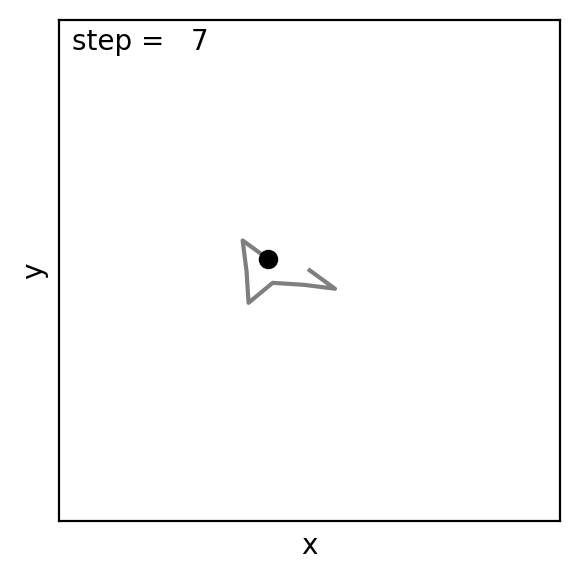 step =   7
y
x